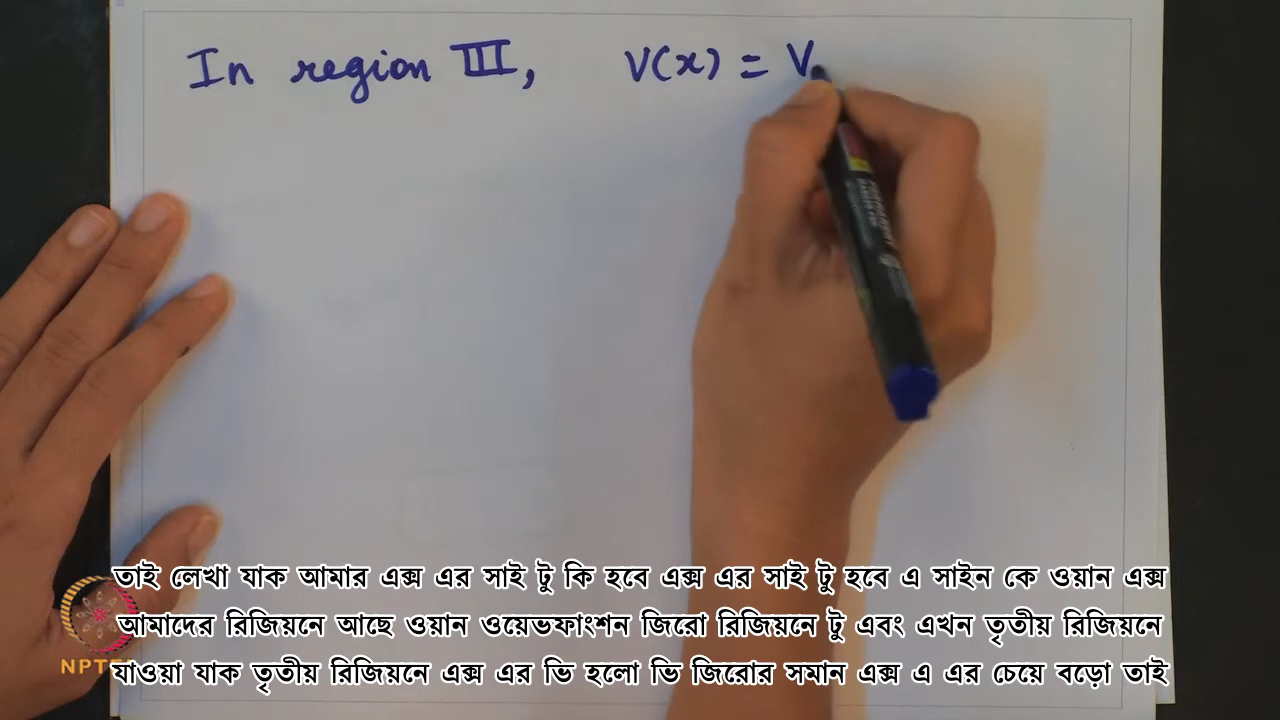 In region III, V(x) = V
তাই লেখা যাক আমার এক্স এর সাই টু কি হবে এক্স এর সাই টু হবে এ সাইন কে ওয়ান এক্স
আমাদের রিজিয়নে আছে ওয়ান ওয়েভফাংশন জিরো রিজিয়নে টু এবং এখন তৃতীয় রিজিয়নে
যাওয়া যাক তৃতীয় রিজিয়নে এক্স এর ভি হলো ভি জিরোর সমান এক্স এ এর চেয়ে বড়ো তাই